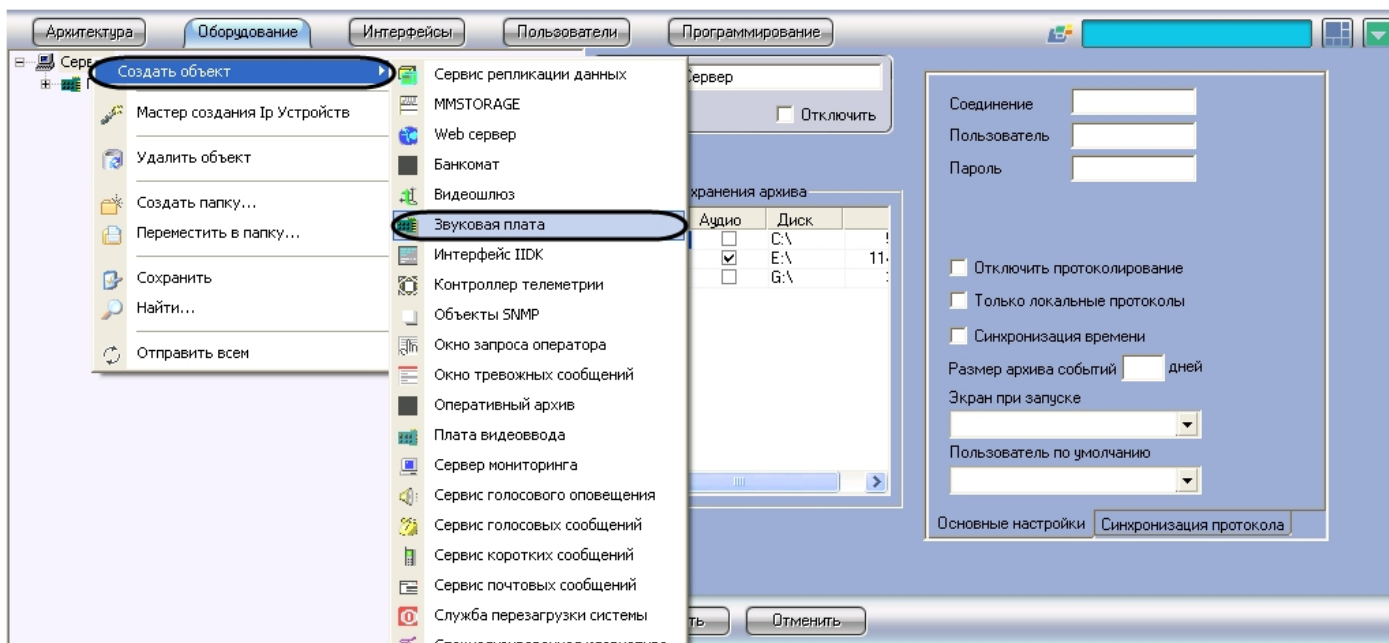 Архитектура Оборудование Интерфейсы Пользователи Программирование
Создать объект
Мастер создания Ip Устройств
Удалить объект
Создать папку...
Переместить в папку...
Сохранить
Найти...
Отправить всем
Сервис репликации данных
MMSTORAGE
Web сервер
Банкомат
Видеошлюз
Звуковая плата
Интерфейс IIDK
Контроллер телеметрии
Объекты SNMP
Окно запроса оператора
Окно тревожных сообщений
Оперативный архив
Плата видеоввода
Сервер мониторинга
Сервис голосового оповещения
Сервис голосовых сообщений
Сервис коротких сообщений
Сервис почтовых сообщений
Служба перезагрузки системы
Отключить
хранения архива
Аудио Диск
C:\
E:\ 11
G:\
Соединение
Пользователь
Пароль
Отключить протоколирование
Только локальные протоколы
Синхронизация времени
Размер архива событий дней
Экран при запуске
Пользователь по умолчанию
Основные настройки Синхронизация протокола
Отменить